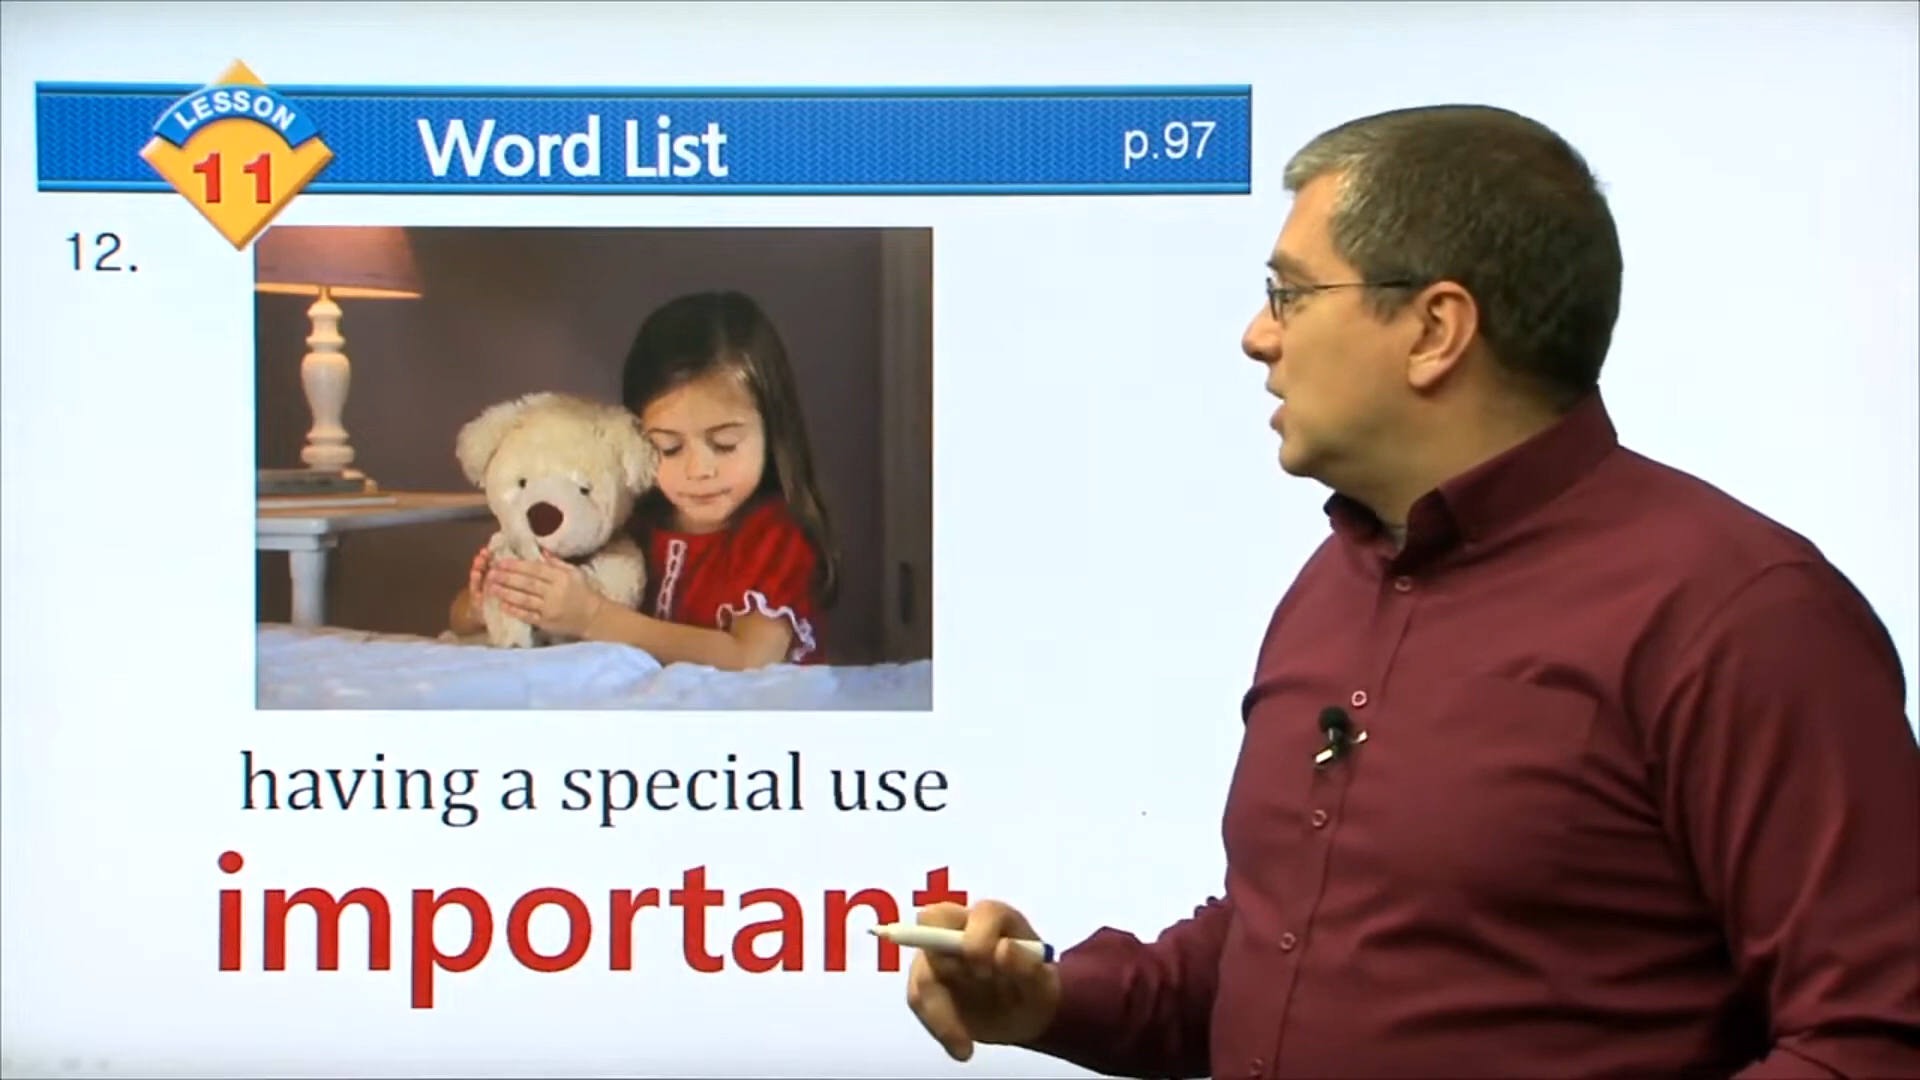 LESSON
11
Word List
p.97
12.
having a special use
important